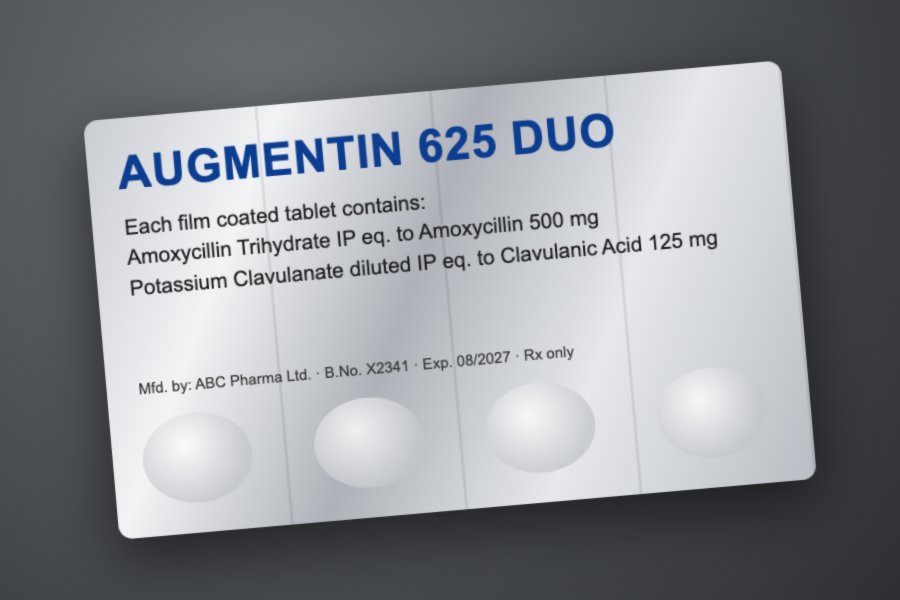 AUGMENTIN 625 DUO
Each film coated tablet contains:
Amoxycillin Trihydrate IP eq. to Amoxycillin 500 mg
Potassium Clavulanate diluted IP eq. to Clavulanic Acid 125 mg
Mfd. by: ABC Pharma Ltd. · B.No. X2341 · Exp. 08/2027 · Rx only